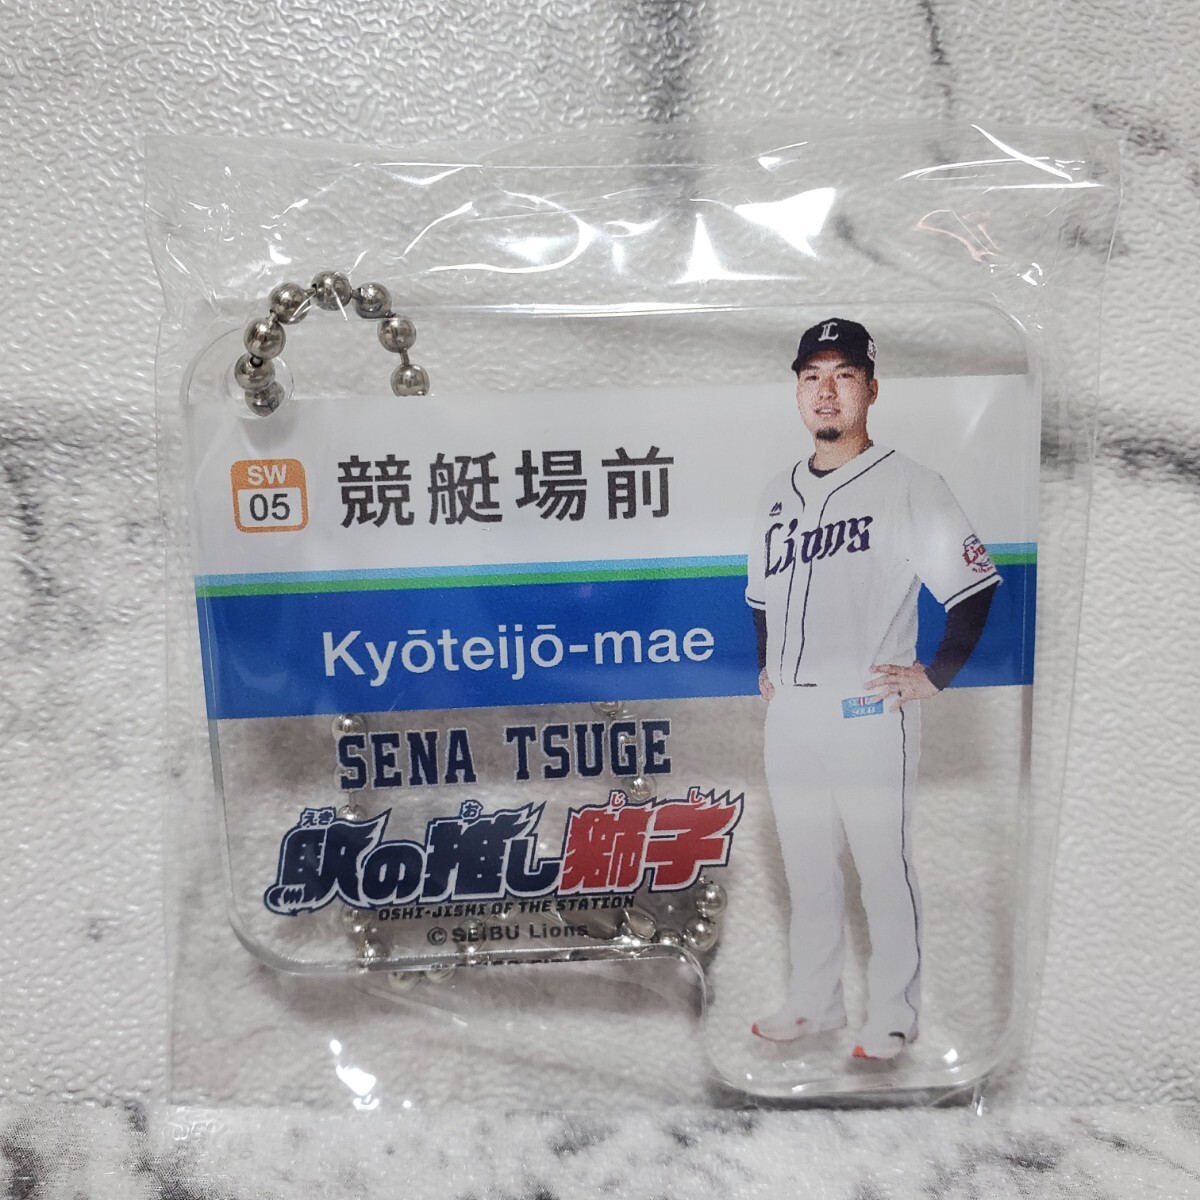 SW
05
競艇場前
Kyōteijō-mae
SENA TSUGE
えき お じ し
駅の推し獅子
OSHI-JISHI OF THE STATION
© SEIBU Lions
L
Lions